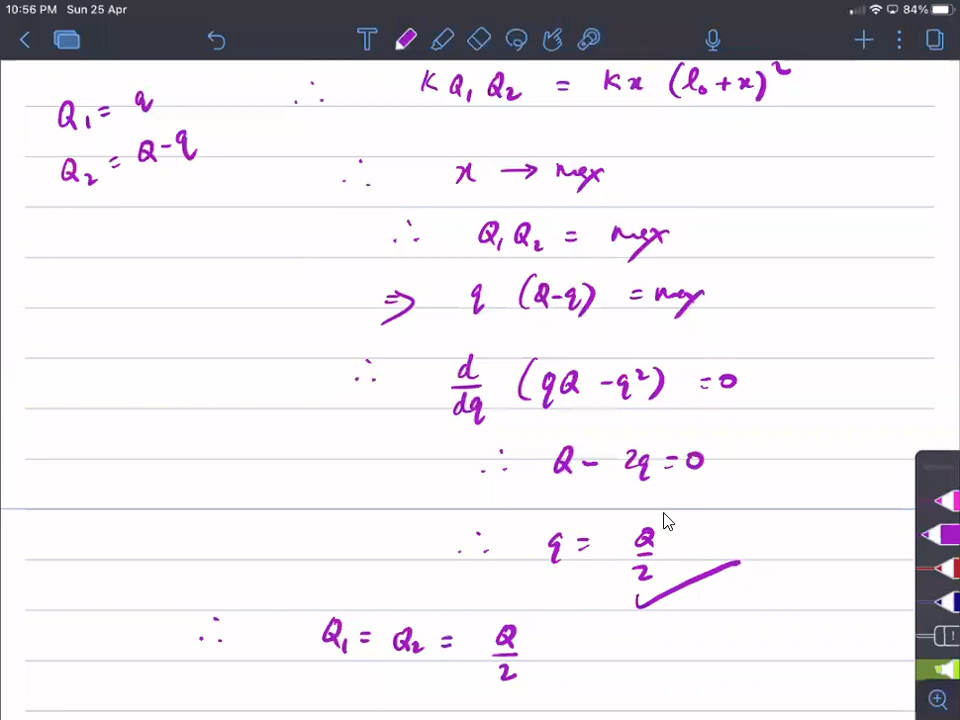 10:56 PM Sun 25 Apr 84%
∴ K Q₁ Q₂ = Kx (l₀ + x)²
Q₁ = q
Q₂ = Q - q
∴ x → max
∴ Q₁ Q₂ = max
⇒ q (Q-q) = max
∴ d/dq (qQ - q²) = 0
∴ Q - 2q = 0
∴ q = Q/2
∴ Q₁ = Q₂ = Q/2